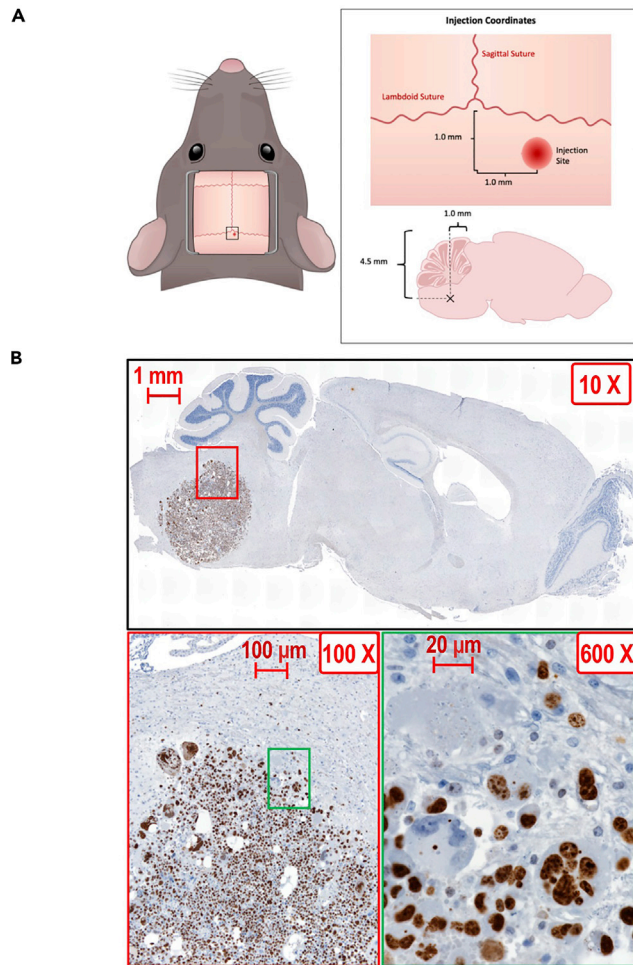 A
Injection Coordinates
Sagittal Suture
Lambdoid Suture
1.0 mm
Injection
Site
1.0 mm
1.0 mm
4.5 mm
B
1 mm
10 X
100 µm
100 X
20 µm
600 X